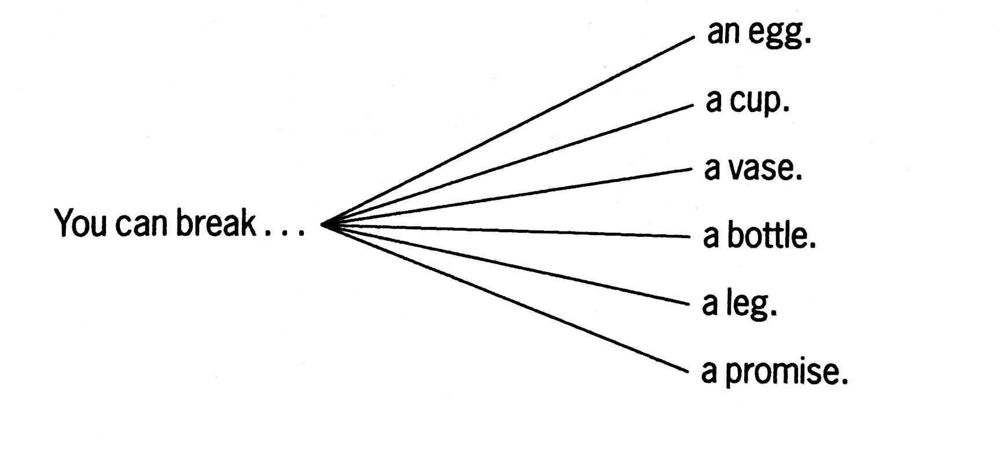 You can break . . .
an egg.
a cup.
a vase.
a bottle.
a leg.
a promise.